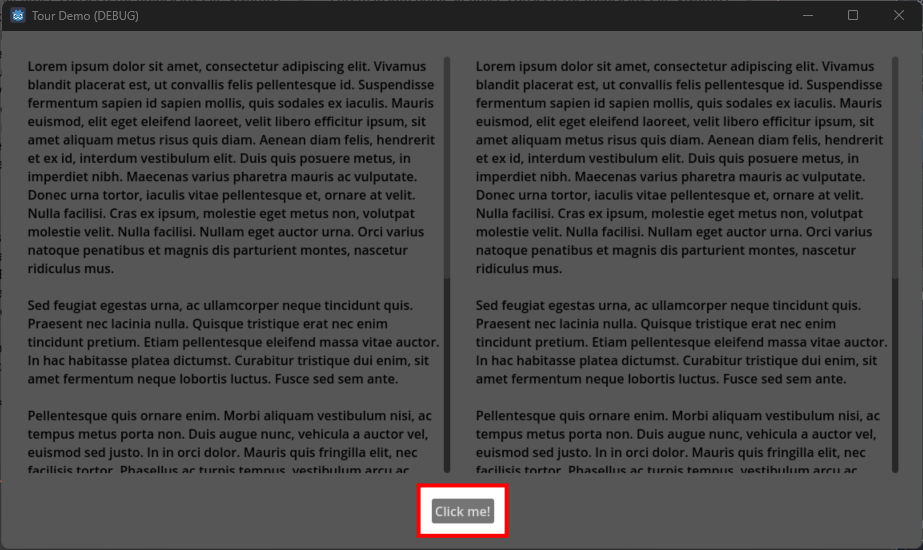 Tour Demo (DEBUG)
Lorem ipsum dolor sit amet, consectetur adipiscing elit. Vivamus
blandit placerat est, ut convallis felis pellentesque id. Suspendisse
fermentum sapien id sapien mollis, quis sodales ex iaculis. Mauris
euismod, elit eget eleifend laoreet, velit libero efficitur ipsum, sit
amet aliquam metus risus quis diam. Aenean diam felis, hendrerit
et ex id, interdum vestibulum elit. Duis quis posuere metus, in
imperdiet nibh. Maecenas varius pharetra mauris ac vulputate.
Donec urna tortor, iaculis vitae pellentesque et, ornare at velit.
Nulla facilisi. Cras ex ipsum, molestie eget metus non, volutpat
molestie velit. Nulla facilisi. Nullam eget auctor urna. Orci varius
natoque penatibus et magnis dis parturient montes, nascetur
ridiculus mus.
Sed feugiat egestas urna, ac ullamcorper neque tincidunt quis.
Praesent nec lacinia nulla. Quisque tristique erat nec enim
tincidunt pretium. Etiam pellentesque eleifend massa vitae auctor.
In hac habitasse platea dictumst. Curabitur tristique dui enim, sit
amet fermentum neque lobortis luctus. Fusce sed sem ante.
Pellentesque quis ornare enim. Morbi aliquam vestibulum nisi, ac
tempus metus porta non. Duis augue nunc, vehicula a auctor vel,
euismod sed justo. In in orci dolor. Mauris quis fringilla elit, nec
facilisis tortor. Phasellus ac turpis tempus, vestibulum arcu ac
Lorem ipsum dolor sit amet, consectetur adipiscing elit. Vivamus
blandit placerat est, ut convallis felis pellentesque id. Suspendisse
fermentum sapien id sapien mollis, quis sodales ex iaculis. Mauris
euismod, elit eget eleifend laoreet, velit libero efficitur ipsum, sit
amet aliquam metus risus quis diam. Aenean diam felis, hendrerit
et ex id, interdum vestibulum elit. Duis quis posuere metus, in
imperdiet nibh. Maecenas varius pharetra mauris ac vulputate.
Donec urna tortor, iaculis vitae pellentesque et, ornare at velit.
Nulla facilisi. Cras ex ipsum, molestie eget metus non, volutpat
molestie velit. Nulla facilisi. Nullam eget auctor urna. Orci varius
natoque penatibus et magnis dis parturient montes, nascetur
ridiculus mus.
Sed feugiat egestas urna, ac ullamcorper neque tincidunt quis.
Praesent nec lacinia nulla. Quisque tristique erat nec enim
tincidunt pretium. Etiam pellentesque eleifend massa vitae auctor.
In hac habitasse platea dictumst. Curabitur tristique dui enim, sit
amet fermentum neque lobortis luctus. Fusce sed sem ante.
Pellentesque quis ornare enim. Morbi aliquam vestibulum nisi, ac
tempus metus porta non. Duis augue nunc, vehicula a auctor vel,
euismod sed justo. In in orci dolor. Mauris quis fringilla elit, nec
facilisis tortor. Phasellus ac turpis tempus, vestibulum arcu ac
Click me!